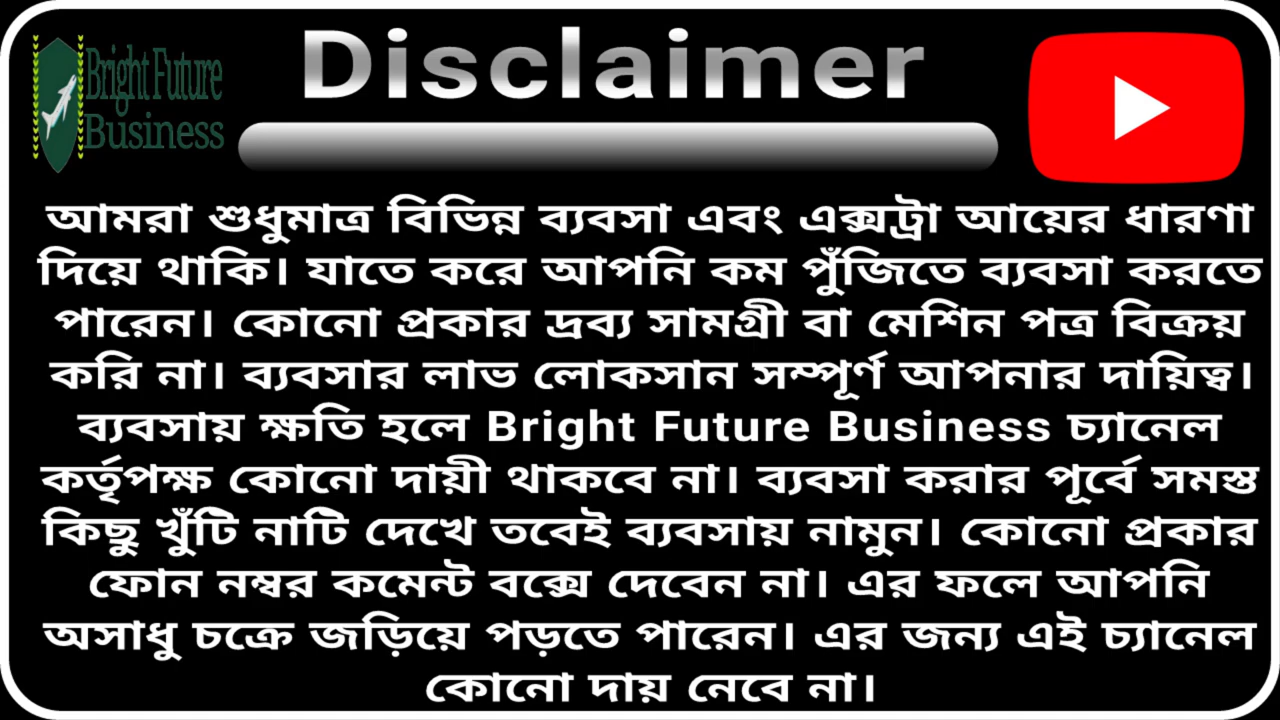 Bright Future
Business
Disclaimer
আমরা শুধুমাত্র বিভিন্ন ব্যবসা এবং এক্সট্রা আয়ের ধারণা
দিয়ে থাকি। যাতে করে আপনি কম পুঁজিতে ব্যবসা করতে
পারেন। কোনো প্রকার দ্রব্য সামগ্রী বা মেশিন পত্র বিক্রয়
করি না। ব্যবসার লাভ লোকসান সম্পূর্ণ আপনার দায়িত্ব।
ব্যবসায় ক্ষতি হলে Bright Future Business চ্যানেল
কর্তৃপক্ষ কোনো দায়ী থাকবে না। ব্যবসা করার পূর্বে সমস্ত
কিছু খুঁটি নাটি দেখে তবেই ব্যবসায় নামুন। কোনো প্রকার
ফোন নম্বর কমেন্ট বক্সে দেবেন না। এর ফলে আপনি
অসাধু চক্রে জড়িয়ে পড়তে পারেন। এর জন্য এই চ্যানেল
কোনো দায় নেবে না।